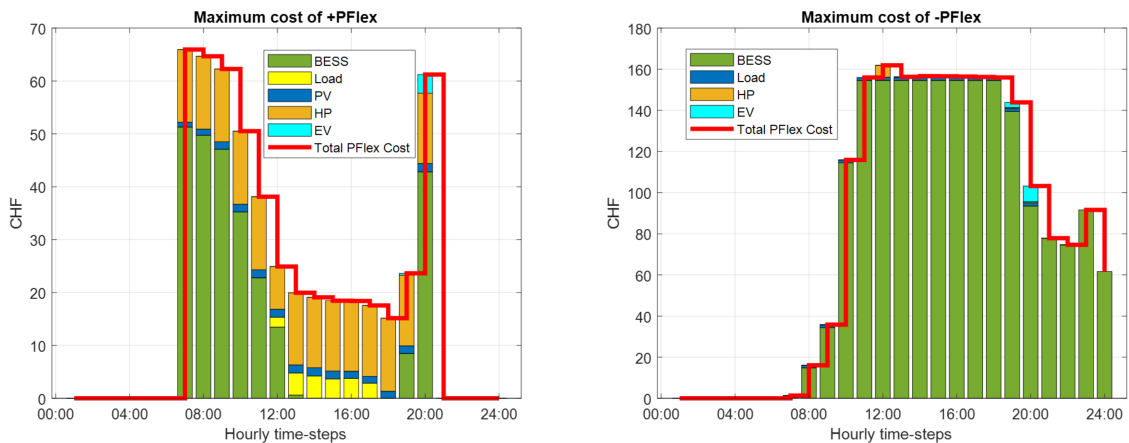 Maximum cost of +PFlex
70
60
50
40
30
20
10
0
CHF
BESS
Load
PV
HP
EV
Total PFlex Cost
00:00 04:00 08:00 12:00 16:00 20:00 24:00
Hourly time-steps
Maximum cost of -PFlex
180
160
140
120
100
80
60
40
20
0
CHF
BESS
Load
HP
EV
Total PFlex Cost
00:00 04:00 08:00 12:00 16:00 20:00 24:00
Hourly time-steps